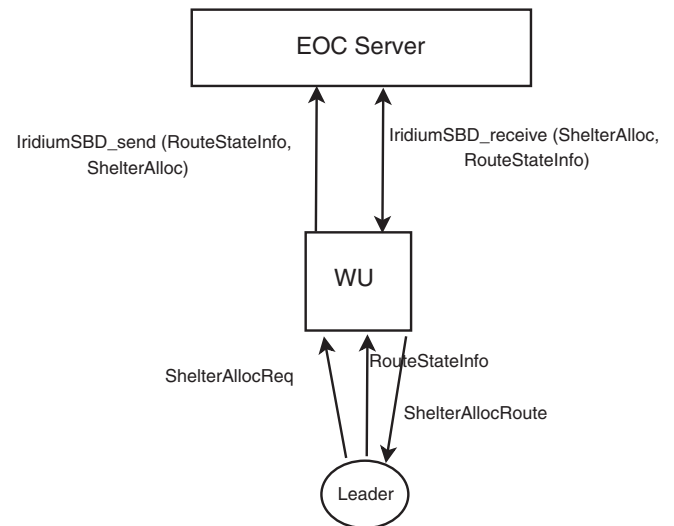 EOC Server
IridiumSBD_send (RouteStateInfo,
ShelterAlloc)
IridiumSBD_receive (ShelterAlloc,
RouteStateInfo)
WU
ShelterAllocReq
RouteStateInfo
ShelterAllocRoute
Leader